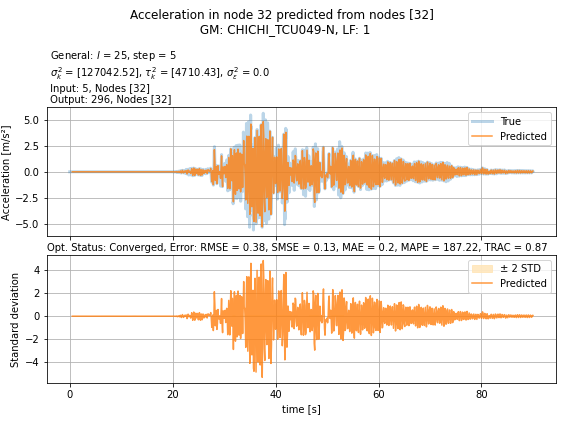 Acceleration in node 32 predicted from nodes [32]
GM: CHICHI_TCU049-N, LF: 1
General: l = 25, step = 5
σ²ₖ = [127042.52], τ²ₖ = [4710.43], σ²ε = 0.0
Input: 5, Nodes [32]
Output: 296, Nodes [32]
Acceleration [m/s²]
5.0
2.5
0.0
−2.5
−5.0
True
Predicted
Opt. Status: Converged, Error: RMSE = 0.38, SMSE = 0.13, MAE = 0.2, MAPE = 187.22, TRAC = 0.87
Standard deviation
4
2
0
−2
−4
± 2 STD
Predicted
0 20 40 60 80
time [s]